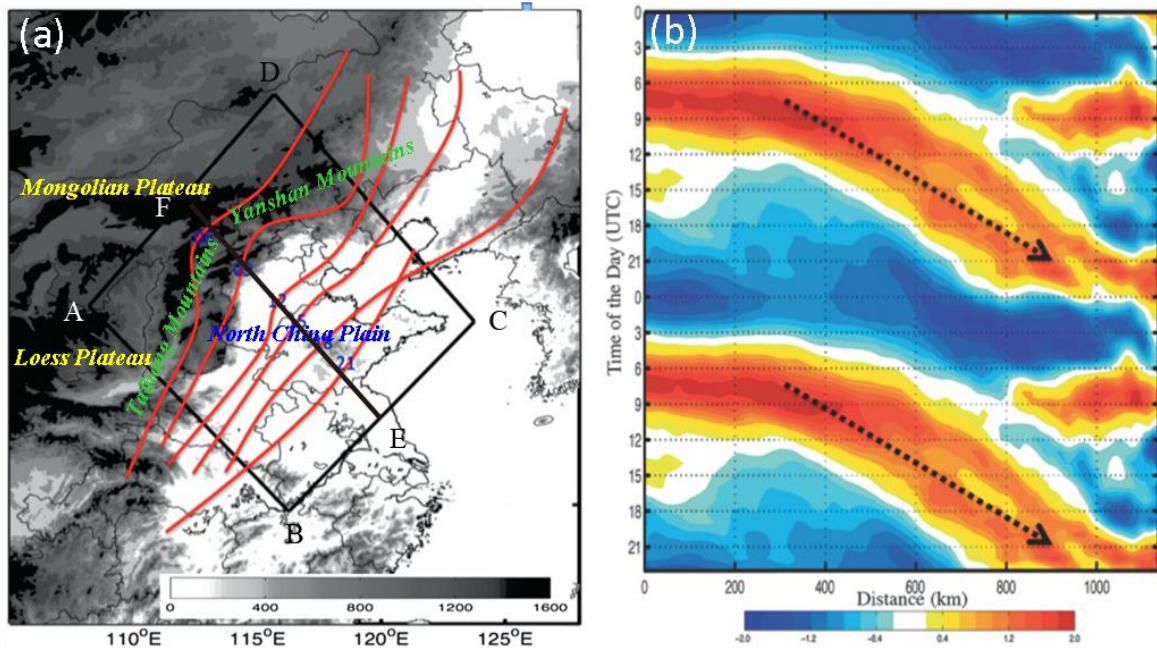 (a)
D
Mongolian Plateau
Yanshan Mountains
F
A
Taihang Mountains
12
North China Plain
C
Loess Plateau
21
E
B
0 400 800 1200 1600
110°E 115°E 120°E 125°E
(b)
Time of the Day (UTC)
0
3
6
9
12
15
18
21
0
3
6
9
12
15
18
21
0 200 400 600 800 1000
Distance (km)
-2.0 -1.2 -0.4 0.4 1.2 2.0